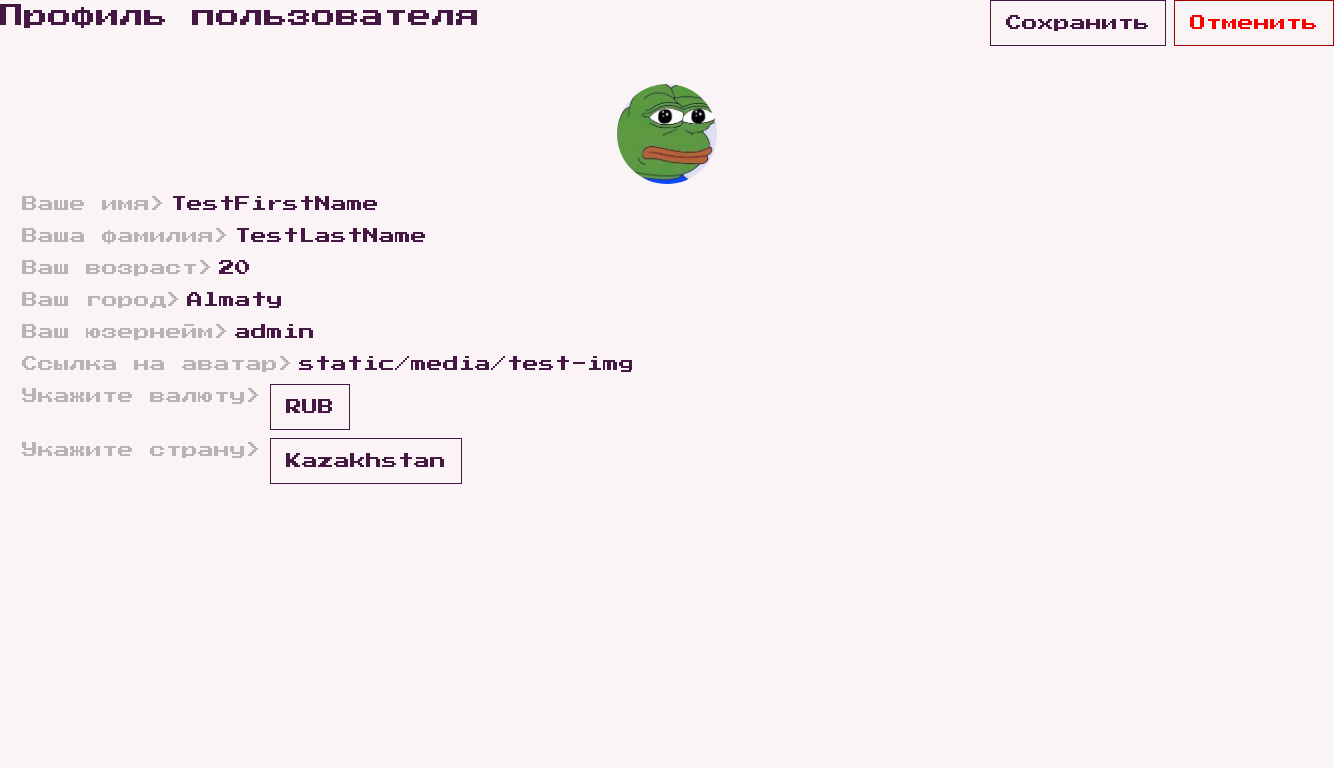 Профиль пользователя
Сохранить
Отменить
Ваше имя> TestFirstName
Ваша фамилия> TestLastName
Ваш возраст> 20
Ваш город> Almaty
Ваш юзернейм> admin
Ссылка на аватар> static/media/test-img
Укажите валюту> RUB
Укажите страну> Kazakhstan